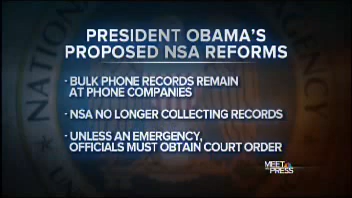 PRESIDENT OBAMA'S
PROPOSED NSA REFORMS
· BULK PHONE RECORDS REMAIN
AT PHONE COMPANIES
· NSA NO LONGER COLLECTING RECORDS
· UNLESS AN EMERGENCY,
OFFICIALS MUST OBTAIN COURT ORDER
MEET
THE
PRESS